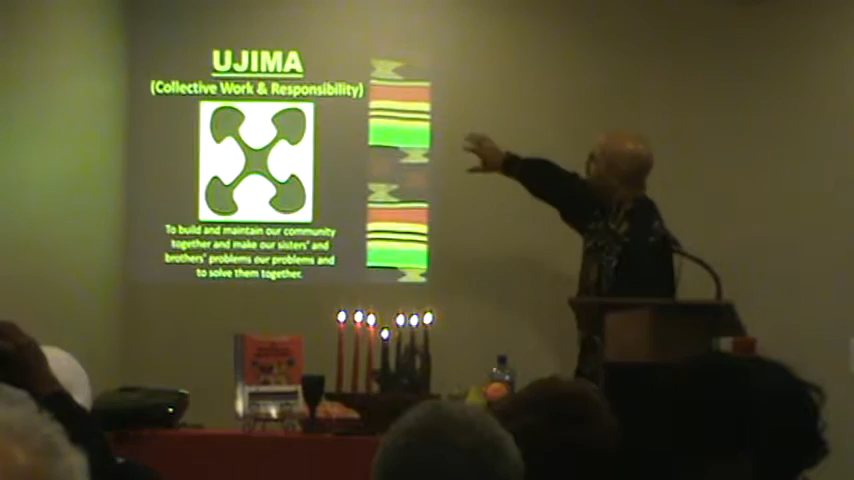 UJIMA
(Collective Work & Responsibility)
To build and maintain our community
together and make our sisters' and
brothers' problems our problems and
to solve them together.